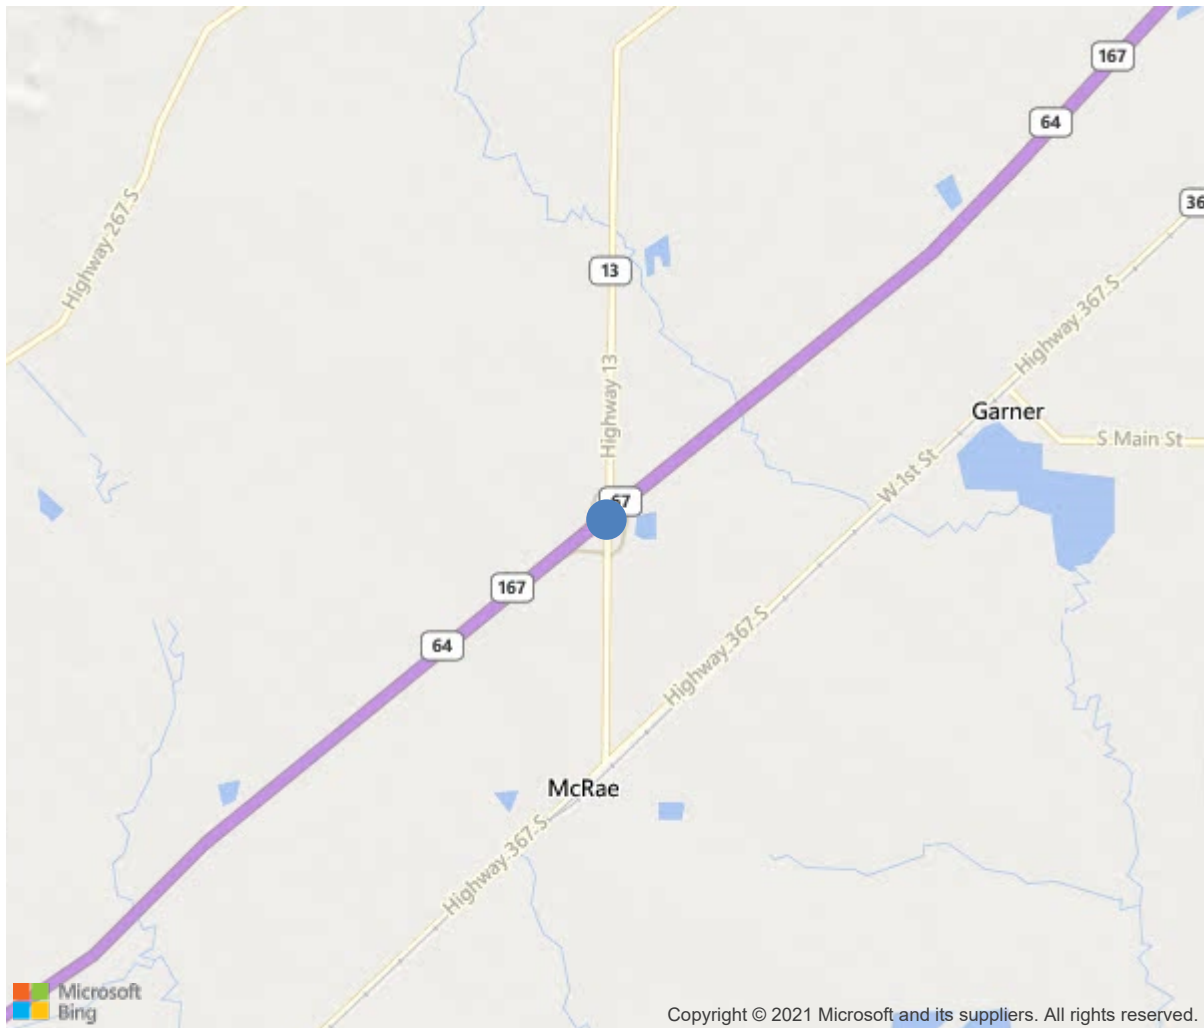 167
64
36
Highway 267 S
13
Highway 367 S
Highway 13
Garner
S Main St
W 1st St
67
167
64
Highway 367 S
McRae
Highway 367 S
Microsoft
Bing
Copyright © 2021 Microsoft and its suppliers. All rights reserved.